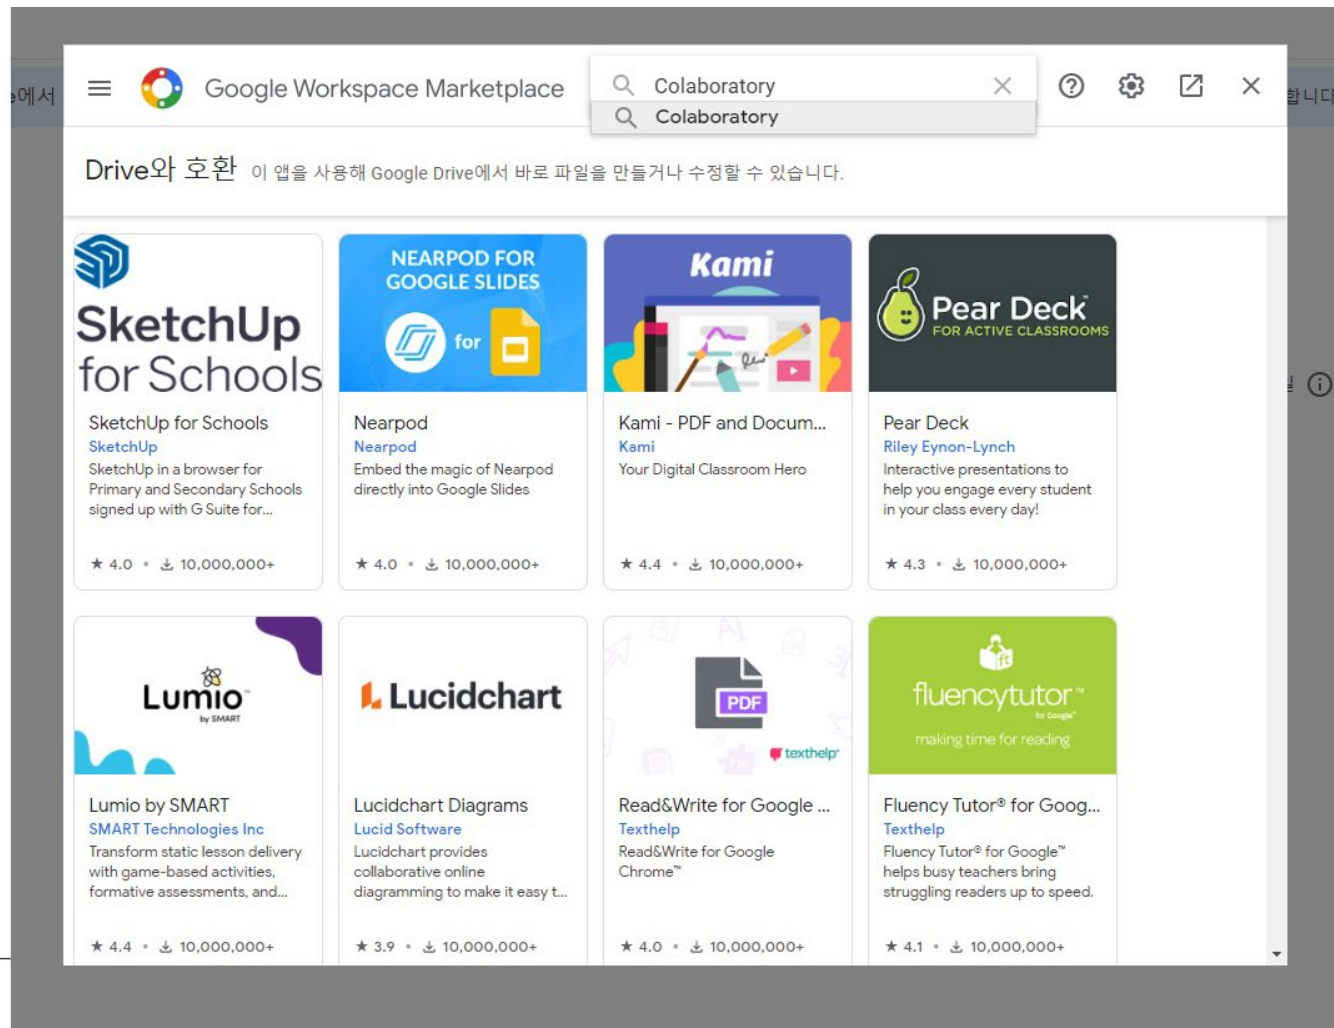 e에서
Google Workspace Marketplace
Colaboratory
Colaboratory
합니다
Drive와 호환 이 앱을 사용해 Google Drive에서 바로 파일을 만들거나 수정할 수 있습니다.
SketchUp
for Schools
SketchUp for Schools
SketchUp
SketchUp in a browser for
Primary and Secondary Schools
signed up with G Suite for...
★ 4.0 • 10,000,000+
NEARPOD FOR
GOOGLE SLIDES
for
Nearpod
Nearpod
Embed the magic of Nearpod
directly into Google Slides
★ 4.0 • 10,000,000+
Kami
Kami - PDF and Docum...
Kami
Your Digital Classroom Hero
★ 4.4 • 10,000,000+
Pear Deck™
FOR ACTIVE CLASSROOMS
Pear Deck
Riley Eynon-Lynch
Interactive presentations to
help you engage every student
in your class every day!
★ 4.3 • 10,000,000+
Lumio™
by SMART
Lumio by SMART
SMART Technologies Inc
Transform static lesson delivery
with game-based activities,
formative assessments, and...
★ 4.4 • 10,000,000+
Lucidchart
Lucidchart Diagrams
Lucid Software
Lucidchart provides
collaborative online
diagramming to make it easy t...
★ 3.9 • 10,000,000+
PDF
texthelp
Read&Write for Google ...
Texthelp
Read&Write for Google
Chrome™
★ 4.0 • 10,000,000+
ft
fluencytutor™
for Google™
making time for reading
Fluency Tutor® for Goog...
Texthelp
Fluency Tutor® for Google™
helps busy teachers bring
struggling readers up to speed.
★ 4.1 • 10,000,000+